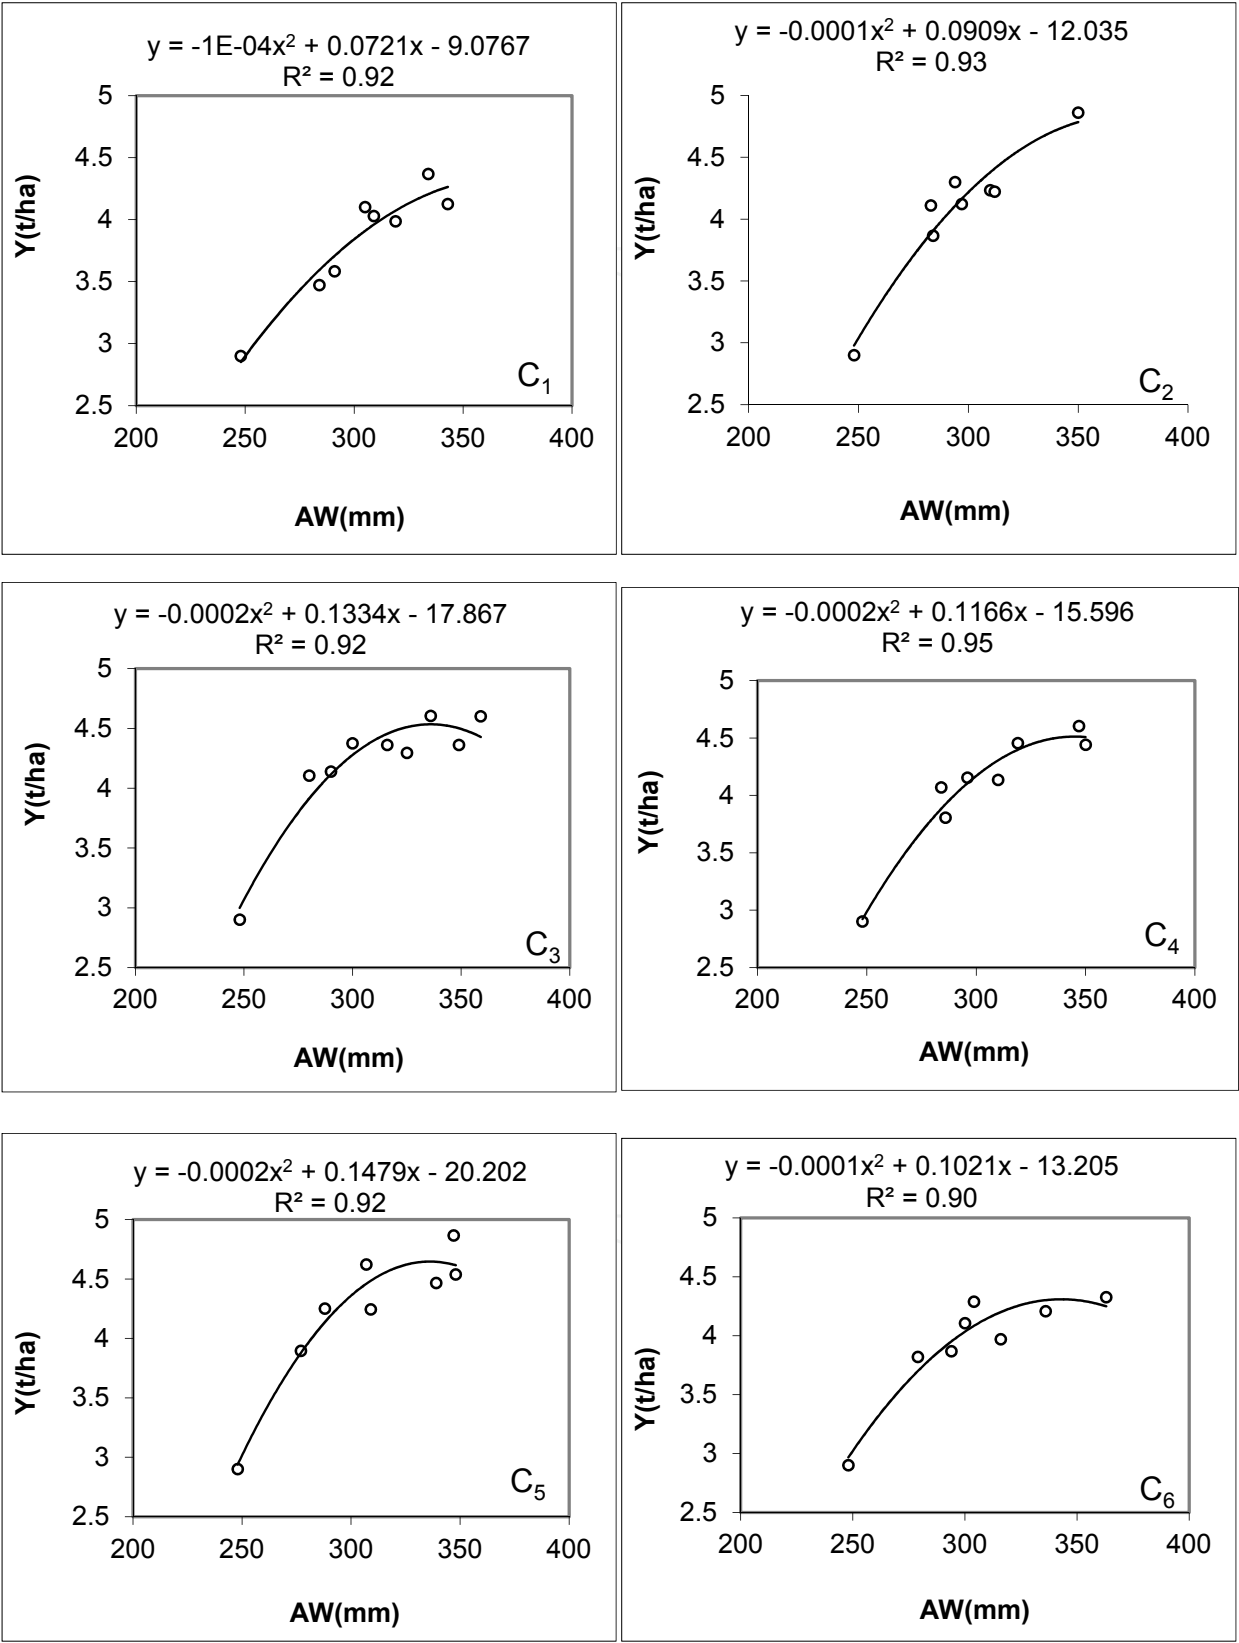 y = -1E-04x² + 0.0721x - 9.0767
R² = 0.92
5
4.5
4
3.5
3
2.5
200 250 300 350 400
Y(t/ha)
AW(mm)
C₁
y = -0.0001x² + 0.0909x - 12.035
R² = 0.93
5
4.5
4
3.5
3
2.5
200 250 300 350 400
Y(t/ha)
AW(mm)
C₂
y = -0.0002x² + 0.1334x - 17.867
R² = 0.92
5
4.5
4
3.5
3
2.5
200 250 300 350 400
Y(t/ha)
AW(mm)
C₃
y = -0.0002x² + 0.1166x - 15.596
R² = 0.95
5
4.5
4
3.5
3
2.5
200 250 300 350 400
Y(t/ha)
AW(mm)
C₄
y = -0.0002x² + 0.1479x - 20.202
R² = 0.92
5
4.5
4
3.5
3
2.5
200 250 300 350 400
Y(t/ha)
AW(mm)
C₅
y = -0.0001x² + 0.1021x - 13.205
R² = 0.90
5
4.5
4
3.5
3
2.5
200 250 300 350 400
Y(t/ha)
AW(mm)
C₆